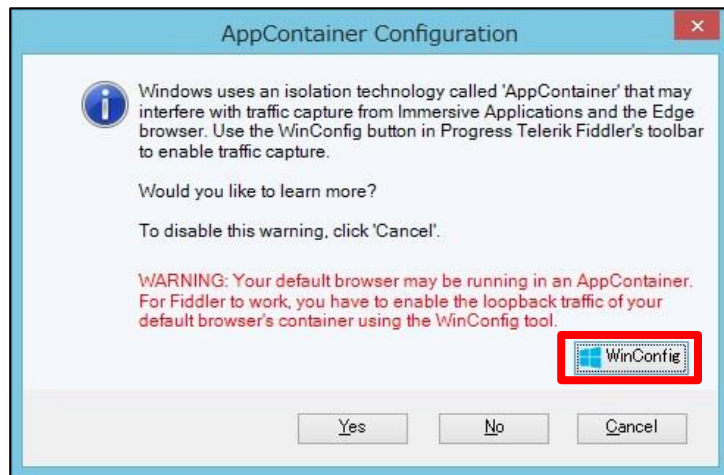 AppContainer Configuration
Windows uses an isolation technology called 'AppContainer' that may
interfere with traffic capture from Immersive Applications and the Edge
browser. Use the WinConfig button in Progress Telerik Fiddler's toolbar
to enable traffic capture.
Would you like to learn more?
To disable this warning, click 'Cancel'.
WARNING: Your default browser may be running in an AppContainer.
For Fiddler to work, you have to enable the loopback traffic of your
default browser's container using the WinConfig tool.
WinConfig
Yes No Cancel